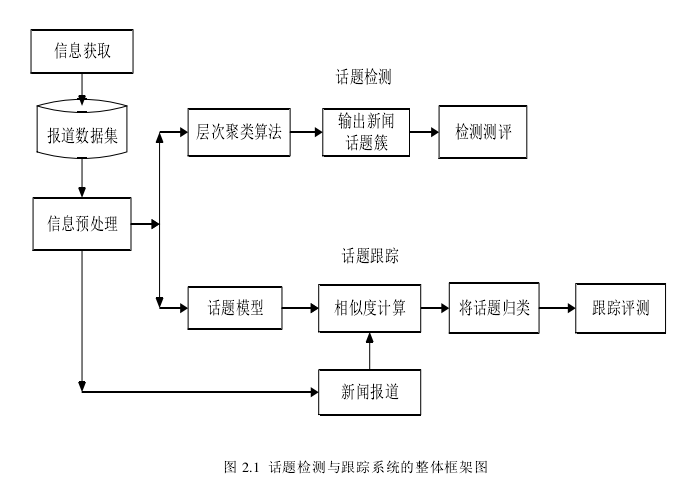 信息获取
话题检测
报道数据集
层次聚类算法
输出新闻
话题簇
检测测评
信息预处理
话题跟踪
话题模型
相似度计算
将话题归类
跟踪评测
新闻报道
图 2.1 话题检测与跟踪系统的整体框架图